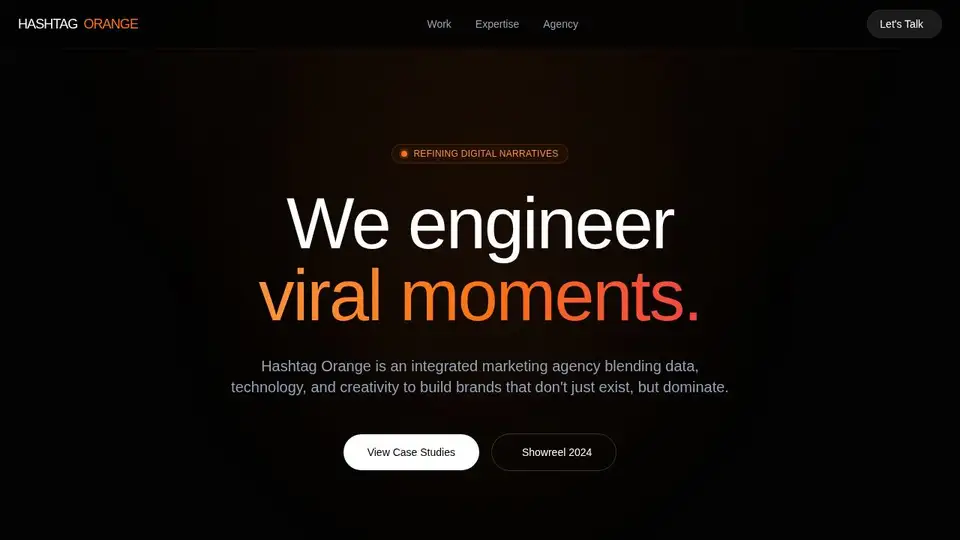 HASHTAG ORANGE
Work
Expertise
Agency
Let's Talk
REFINING DIGITAL NARRATIVES
We engineer
viral moments.
Hashtag Orange is an integrated marketing agency blending data,
technology, and creativity to build brands that don't just exist, but dominate.
View Case Studies
Showreel 2024